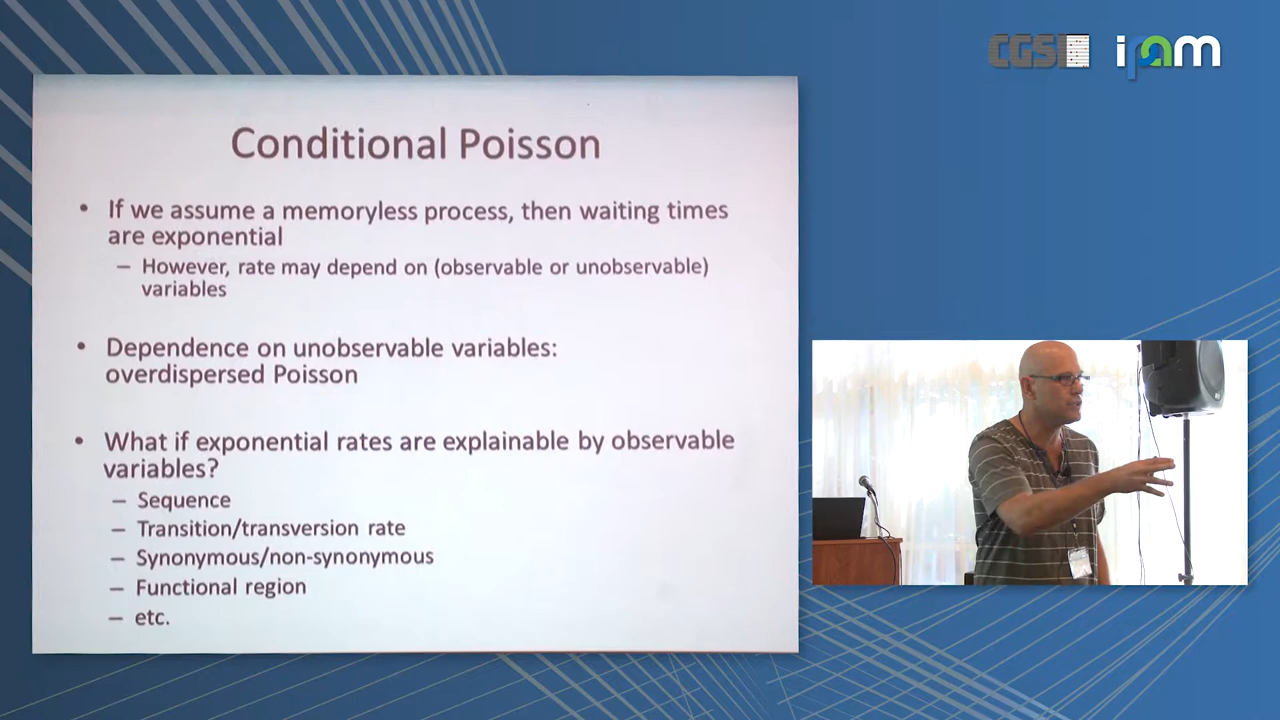 CGSI
ipam
Conditional Poisson
• If we assume a memoryless process, then waiting times
are exponential
– However, rate may depend on (observable or unobservable)
variables
• Dependence on unobservable variables:
overdispersed Poisson
• What if exponential rates are explainable by observable
variables?
– Sequence
– Transition/transversion rate
– Synonymous/non-synonymous
– Functional region
– etc.